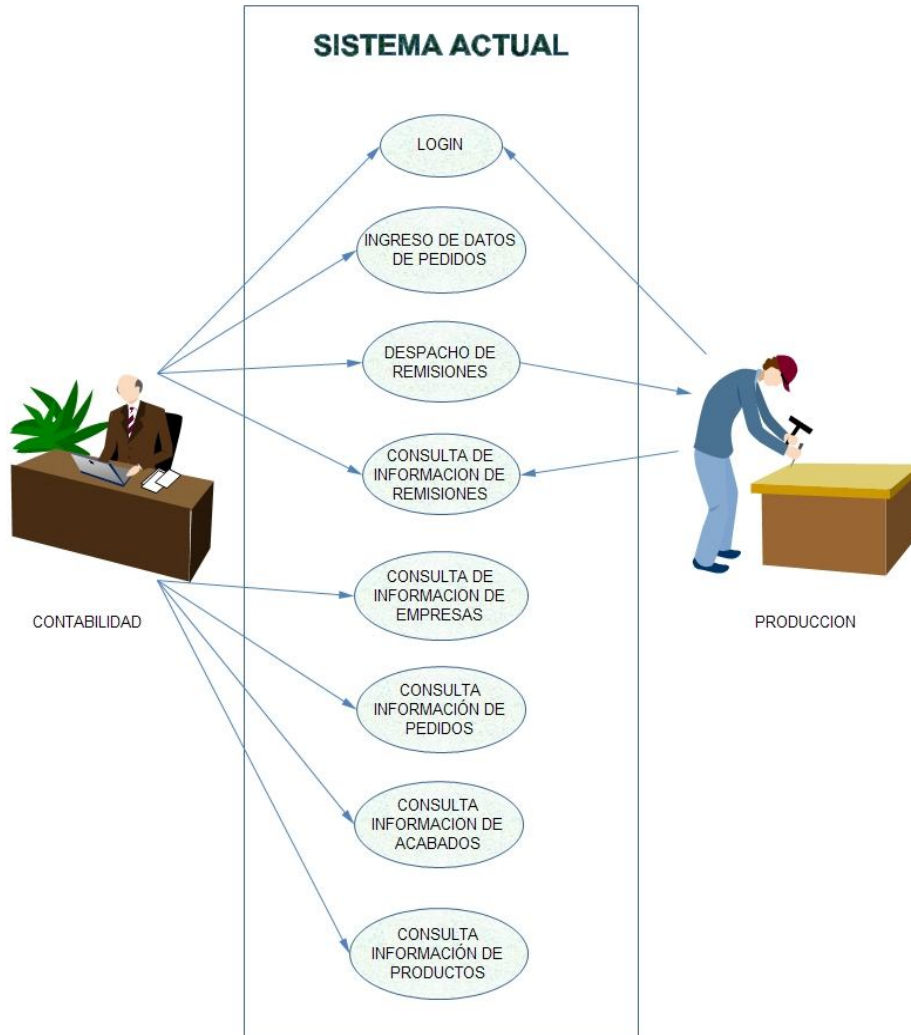 SISTEMA ACTUAL
LOGIN
INGRESO DE DATOS
DE PEDIDOS
DESPACHO DE
REMISIONES
CONSULTA DE
INFORMACION DE
REMISIONES
CONSULTA DE
INFORMACION DE
EMPRESAS
CONTABILIDAD
PRODUCCION
CONSULTA
INFORMACIÓN DE
PEDIDOS
CONSULTA
INFORMACION DE
ACABADOS
CONSULTA
INFORMACIÓN DE
PRODUCTOS